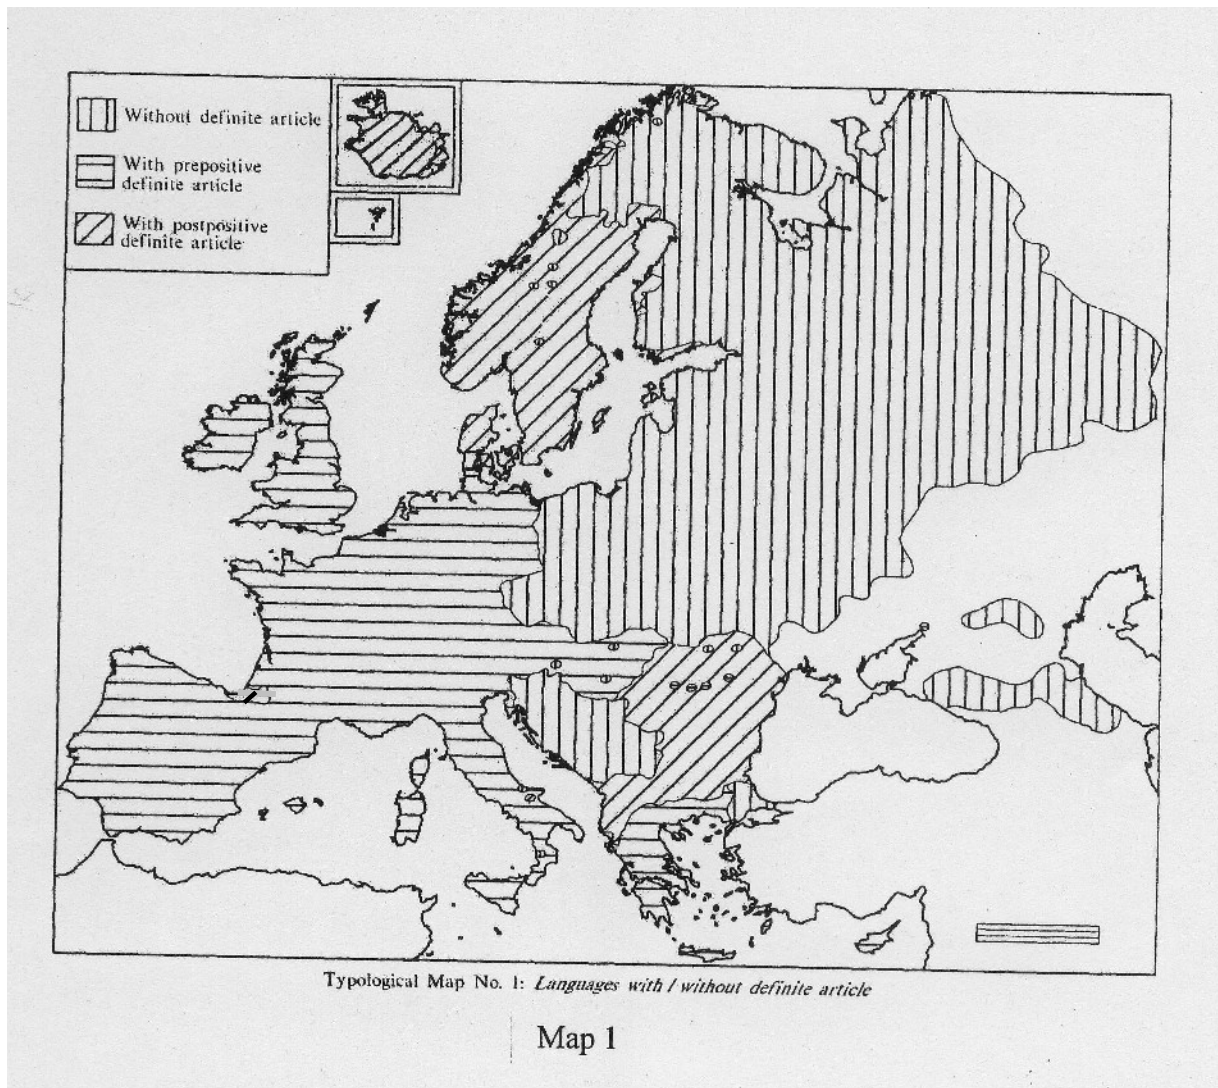 Without definite article
With prepositive
definite article
With postpositive
definite article
Typological Map No. 1: Languages with / without definite article
Map 1